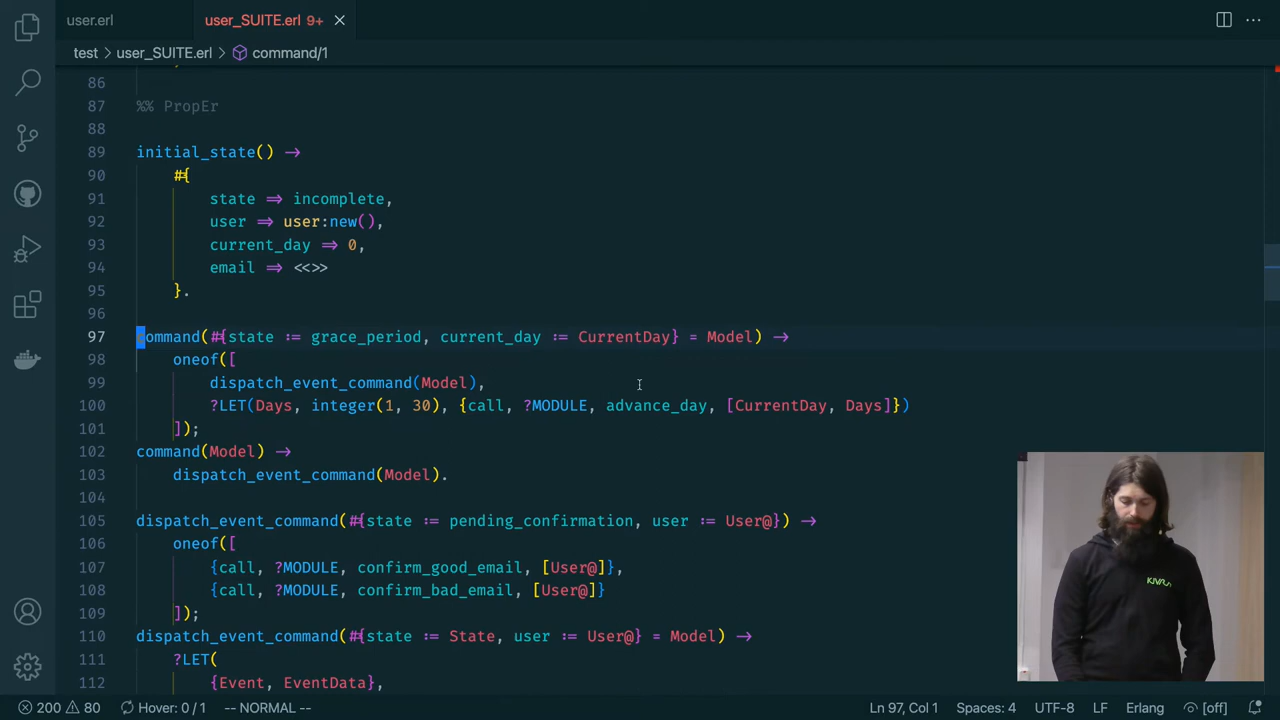 user.erl
user_SUITE.erl 9+
test > user_SUITE.erl > command/1
86
87 %% PropEr
88
89 initial_state() ->
90 #{
91 state => incomplete,
92 user => user:new(),
93 current_day => 0,
94 email => <<>>
95 }.
96
97 command(#{state := grace_period, current_day := CurrentDay} = Model) ->
98 oneof([
99 dispatch_event_command(Model),
100 ?LET(Days, integer(1, 30), {call, ?MODULE, advance_day, [CurrentDay, Days]})
101 ]);
102 command(Model) ->
103 dispatch_event_command(Model).
104
105 dispatch_event_command(#{state := pending_confirmation, user := User@}) ->
106 oneof([
107 {call, ?MODULE, confirm_good_email, [User@]},
108 {call, ?MODULE, confirm_bad_email, [User@]}
109 ]);
110 dispatch_event_command(#{state := State, user := User@} = Model) ->
111 ?LET(
112 {Event, EventData},
KIVRA
200 80 Hover: 0/1 -- NORMAL -- Ln 97, Col 1 Spaces: 4 UTF-8 LF Erlang [off]